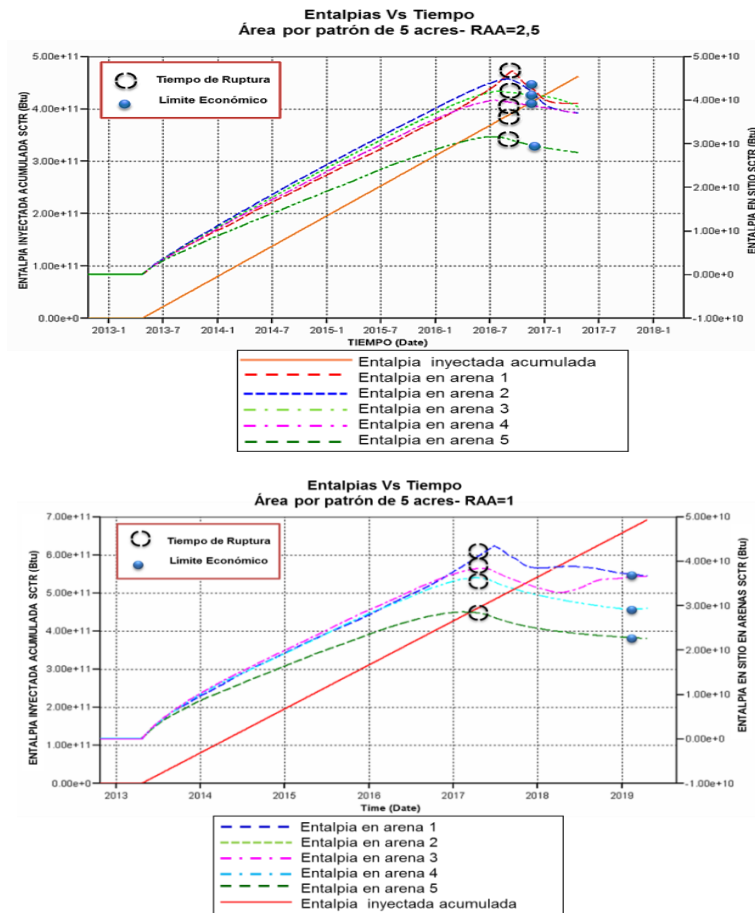 Entalpias Vs Tiempo
Área por patrón de 5 acres- RAA=2,5
5.00e+11
4.00e+11
3.00e+11
2.00e+11
1.00e+11
0.00e+0
ENTALPIA INYECTADA ACUMULADA SCTR (Btu)
Tiempo de Ruptura
Limite Económico
5.00e+10
4.00e+10
3.00e+10
2.00e+10
1.00e+10
0.00e+0
-1.00e+10
ENTALPIA EN SITIO SCTR (Btu)
2013-1 2013-7 2014-1 2014-7 2015-1 2015-7 2016-1 2016-7 2017-1 2017-7 2018-1
TIEMPO (Date)
Entalpia inyectada acumulada
Entalpia en arena 1
Entalpia en arena 2
Entalpia en arena 3
Entalpia en arena 4
Entalpia en arena 5
Entalpias Vs Tiempo
Área por patrón de 5 acres- RAA=1
7.00e+11
6.00e+11
5.00e+11
4.00e+11
3.00e+11
2.00e+11
1.00e+11
0.00e+0
ENTALPIA INYECTADA ACUMULADA SCTR (Btu)
Tiempo de Ruptura
Limite Económico
5.00e+10
4.00e+10
3.00e+10
2.00e+10
1.00e+10
0.00e+0
-1.00e+10
ENTALPIA EN SITIO EN ARENAS SCTR (Btu)
2013 2014 2015 2016 2017 2018 2019
Time (Date)
Entalpia en arena 1
Entalpia en arena 2
Entalpia en arena 3
Entalpia en arena 4
Entalpia en arena 5
Entalpia inyectada acumulada